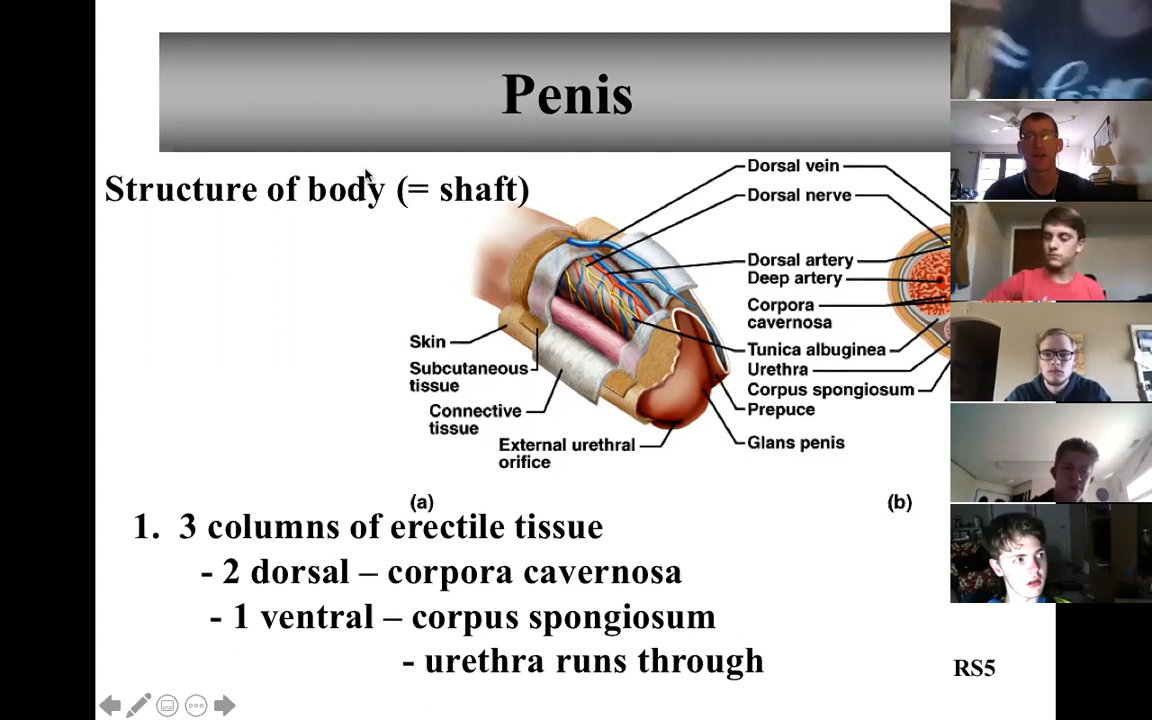 Penis
Structure of body (= shaft)
Dorsal vein
Dorsal nerve
Dorsal artery
Deep artery
Corpora
cavernosa
Tunica albuginea
Urethra
Corpus spongiosum
Prepuce
Glans penis
Skin
Subcutaneous
tissue
Connective
tissue
External urethral
orifice
(a)
(b)
1. 3 columns of erectile tissue
- 2 dorsal – corpora cavernosa
- 1 ventral – corpus spongiosum
- urethra runs through
RS5